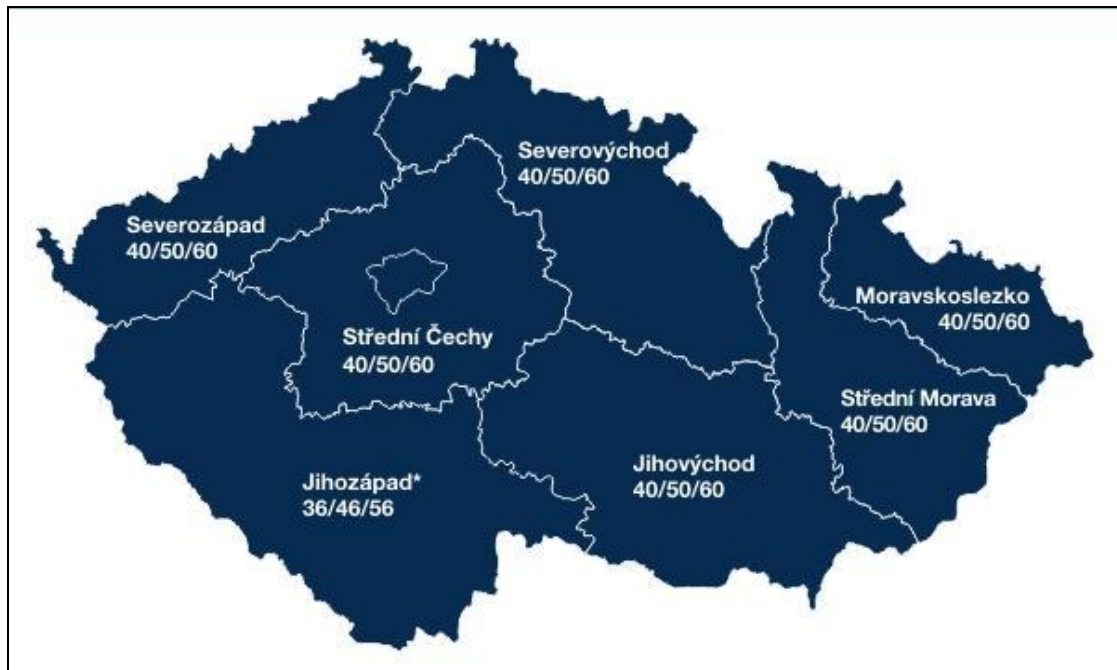 Severovýchod
40/50/60
Severozápad
40/50/60
Moravskoslezko
40/50/60
Střední Čechy
40/50/60
Střední Morava
40/50/60
Jihovýchod
40/50/60
Jihozápad*
36/46/56